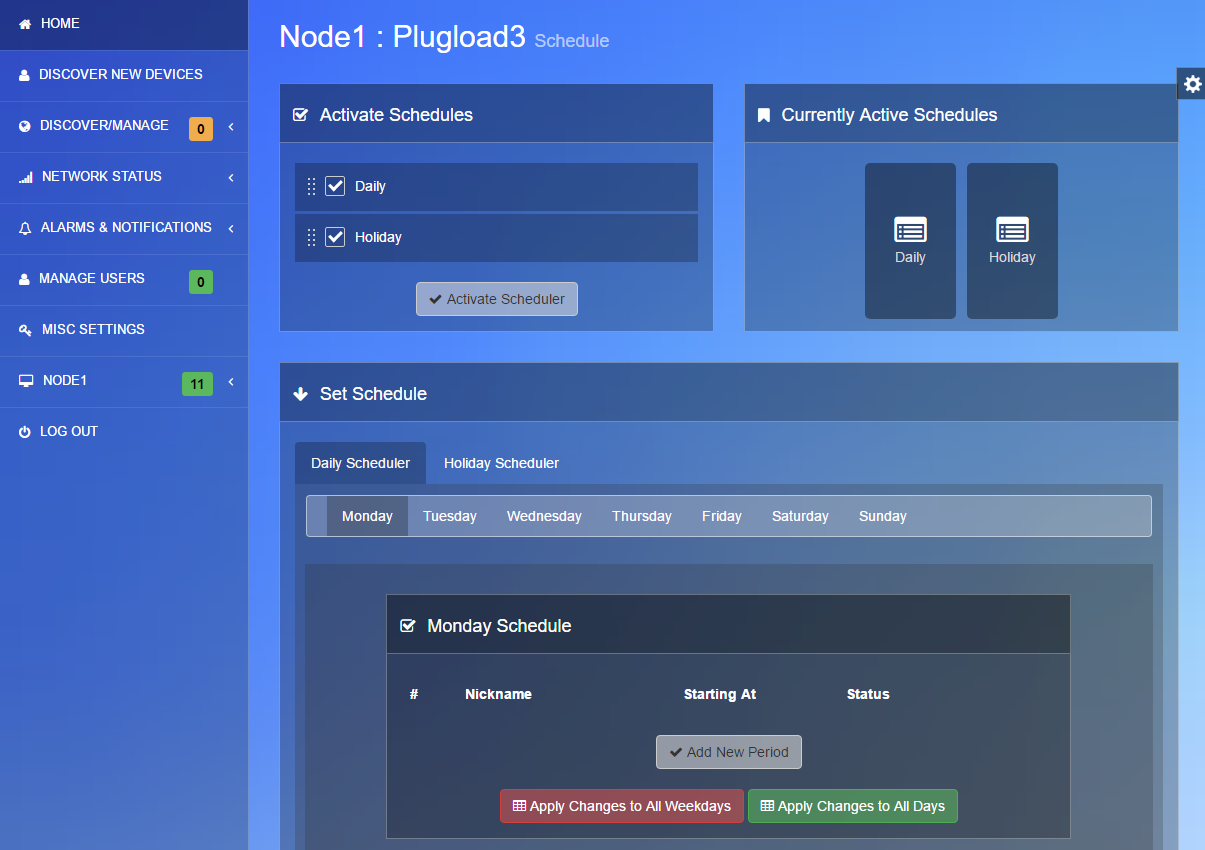 HOME
DISCOVER NEW DEVICES
DISCOVER/MANAGE 0
NETWORK STATUS
ALARMS & NOTIFICATIONS
MANAGE USERS 0
MISC SETTINGS
NODE1 11
LOG OUT
Node1 : Plugload3 Schedule
Activate Schedules
Daily
Holiday
Activate Scheduler
Currently Active Schedules
Daily Holiday
Set Schedule
Daily Scheduler Holiday Scheduler
Monday Tuesday Wednesday Thursday Friday Saturday Sunday
Monday Schedule
# Nickname Starting At Status
Add New Period
Apply Changes to All Weekdays Apply Changes to All Days